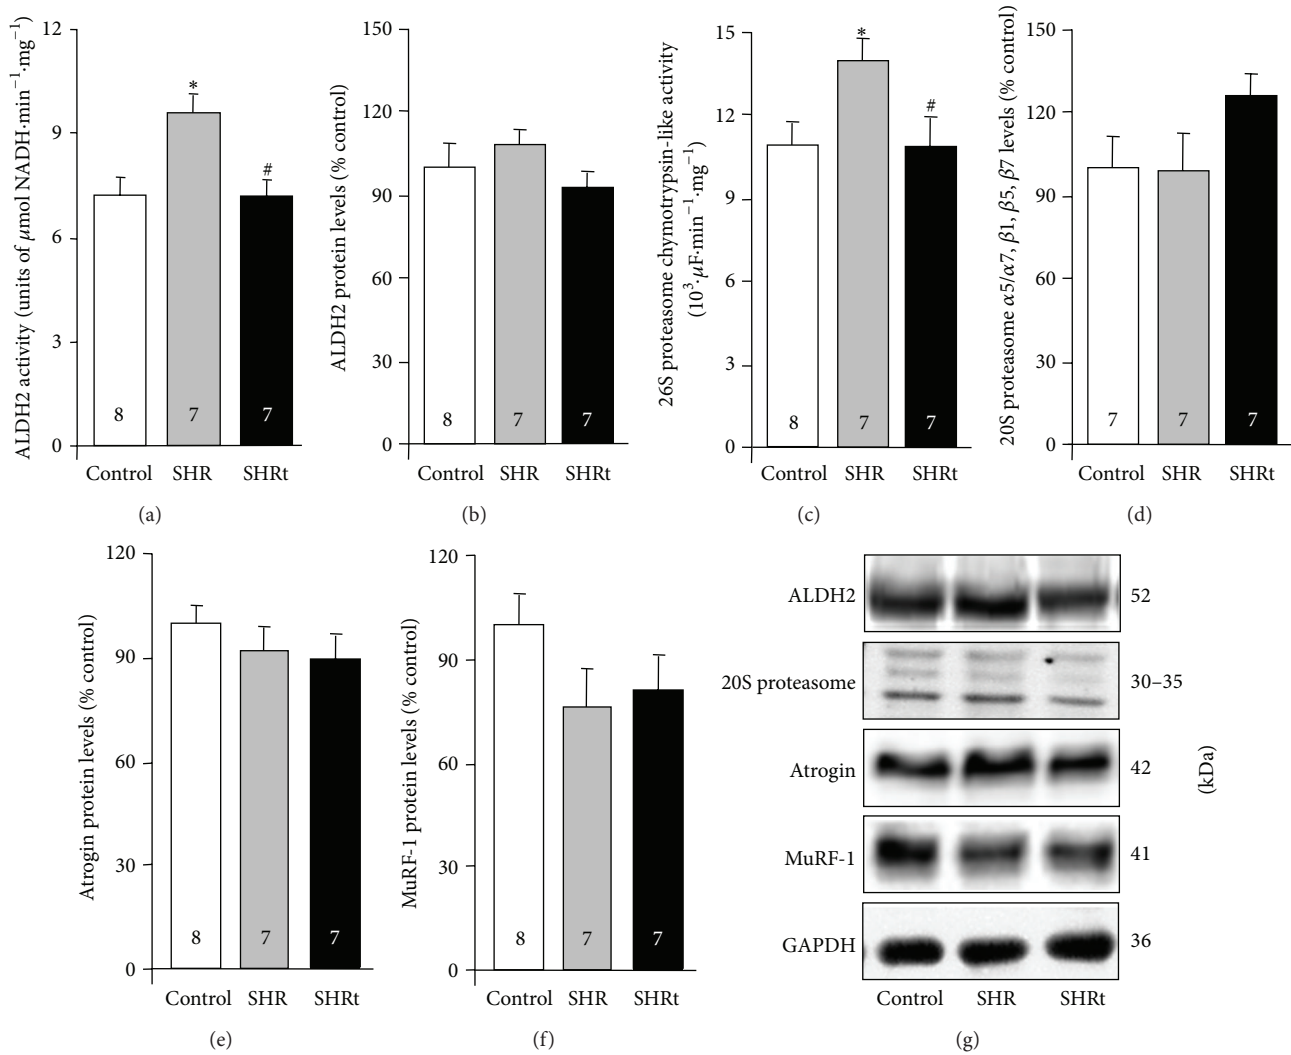 ALDH2 activity (units of μmol NADH·min⁻¹·mg⁻¹)
12
9
6
3
0
*
#
8
7
7
Control
SHR
SHRt
(a)
ALDH2 protein levels (% control)
150
120
90
60
30
0
8
7
7
Control
SHR
SHRt
(b)
26S proteasome chymotrypsin-like activity
(10³·μF·min⁻¹·mg⁻¹)
15
12
9
6
3
0
*
#
8
7
7
Control
SHR
SHRt
(c)
20S proteasome α5/α7, β1, β5, β7 levels (% control)
150
120
90
60
30
0
7
7
7
Control
SHR
SHRt
(d)
Atrogin protein levels (% control)
120
90
60
30
0
8
7
7
Control
SHR
SHRt
(e)
MuRF-1 protein levels (% control)
120
90
60
30
0
8
7
7
Control
SHR
SHRt
(f)
ALDH2
52
20S proteasome
30–35
Atrogin
42
MuRF-1
41
GAPDH
36
(kDa)
Control
SHR
SHRt
(g)